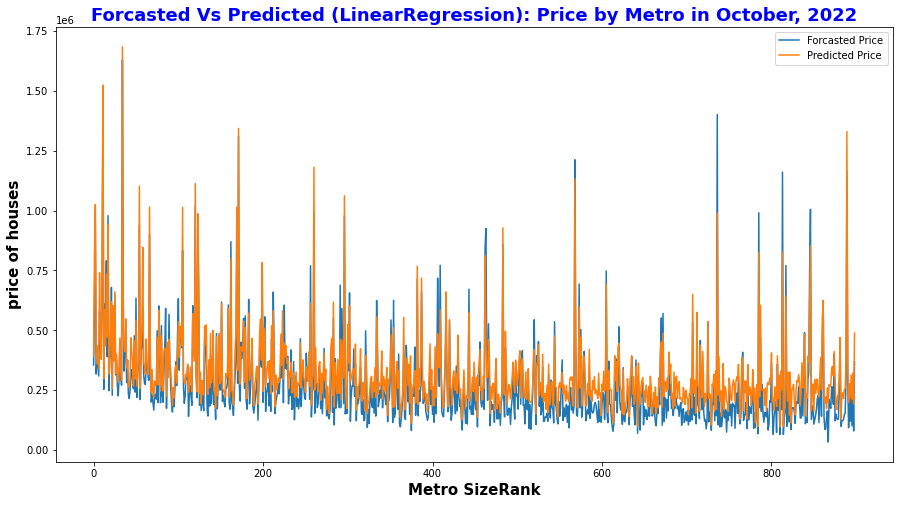 Forcasted Vs Predicted (LinearRegression): Price by Metro in October, 2022
1e6
Forcasted Price
Predicted Price
1.75
1.50
1.25
1.00
0.75
0.50
0.25
0.00
price of houses
0 200 400 600 800
Metro SizeRank